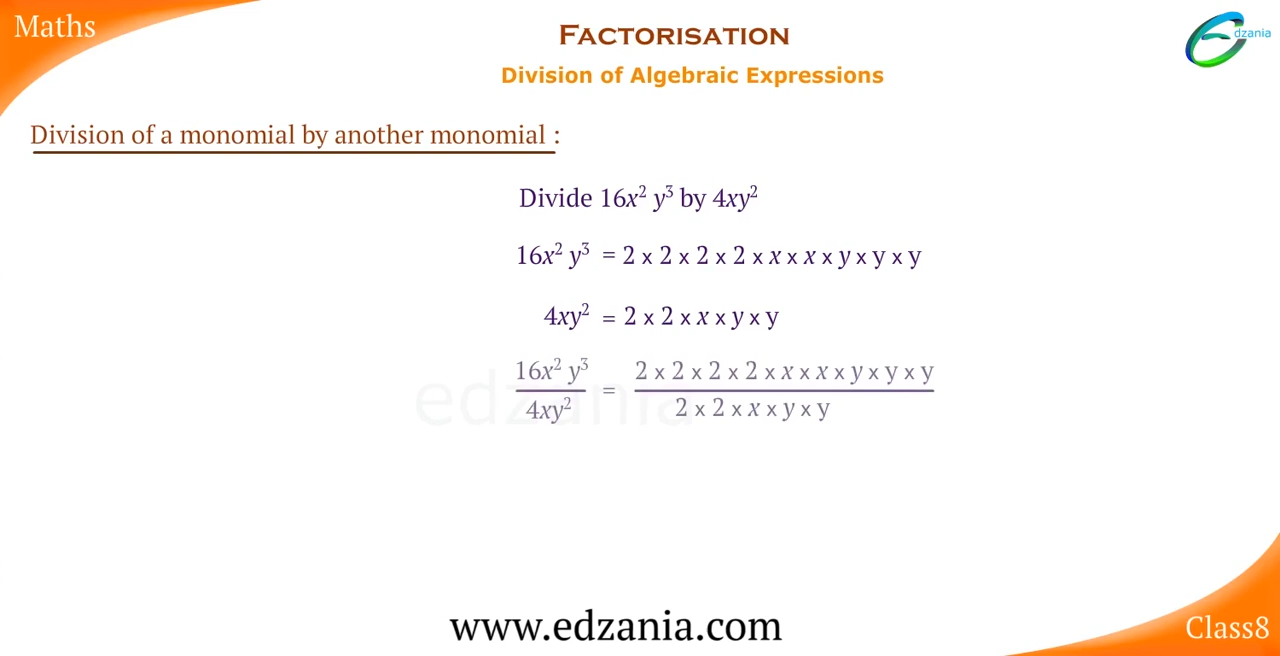 Maths
FACTORISATION
Edzania
Division of Algebraic Expressions
Division of a monomial by another monomial :
Divide 16x² y³ by 4xy²
16x² y³ = 2 x 2 x 2 x 2 x x x x x y x y x y
4xy² = 2 x 2 x x x y x y
16x² y³ / 4xy² = 2 x 2 x 2 x 2 x x x x x y x y x y / 2 x 2 x x x y x y
edzania
www.edzania.com
Class8